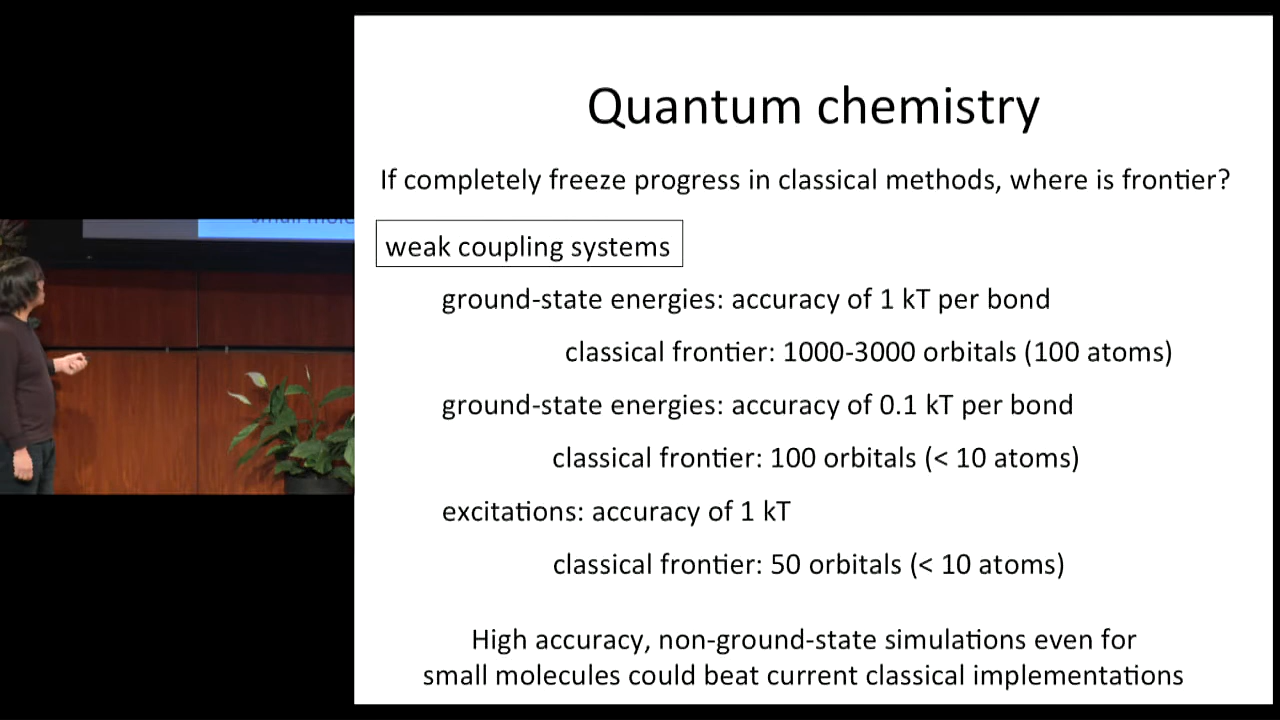 Quantum chemistry
If completely freeze progress in classical methods, where is frontier?
weak coupling systems
ground-state energies: accuracy of 1 kT per bond
classical frontier: 1000-3000 orbitals (100 atoms)
ground-state energies: accuracy of 0.1 kT per bond
classical frontier: 100 orbitals (< 10 atoms)
excitations: accuracy of 1 kT
classical frontier: 50 orbitals (< 10 atoms)
High accuracy, non-ground-state simulations even for
small molecules could beat current classical implementations